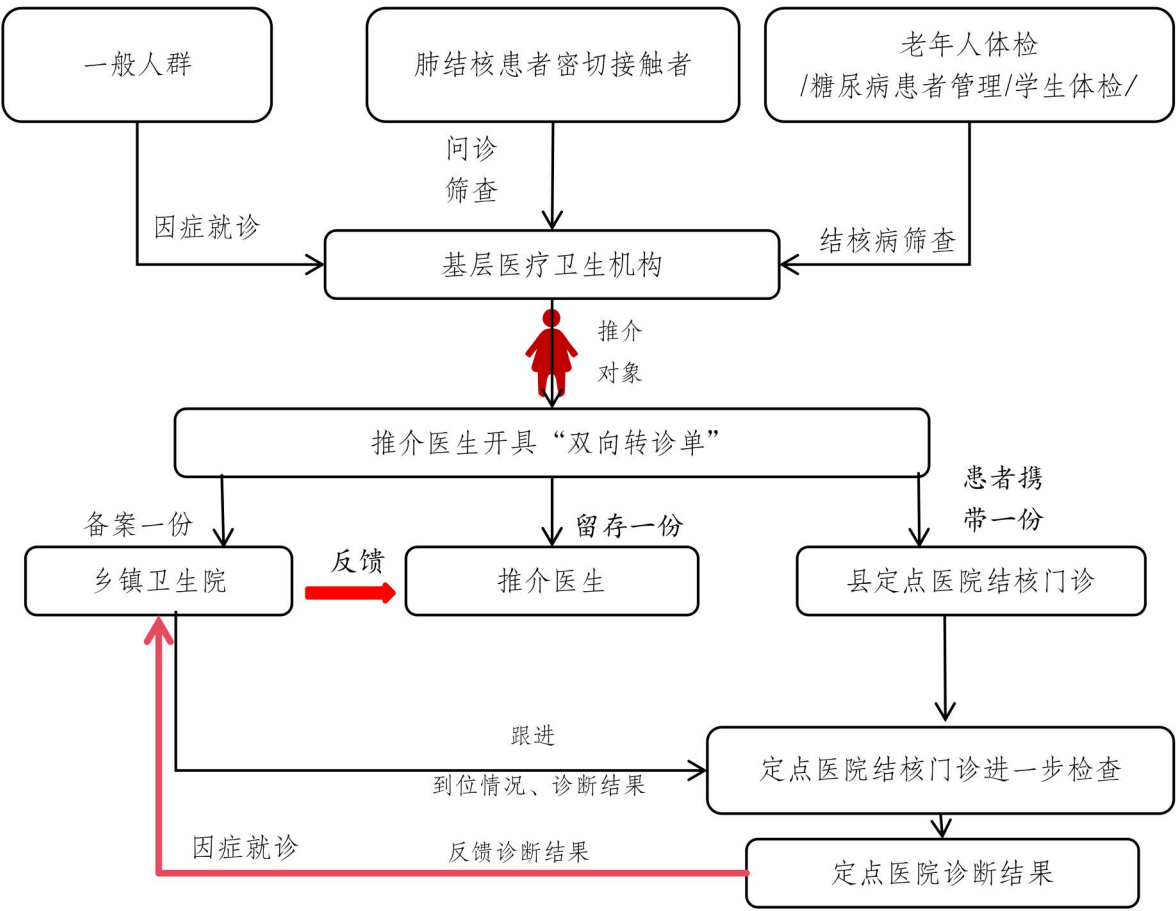 一般人群
肺结核患者密切接触者
老年人体检
/糖尿病患者管理/学生体检/
问诊
筛查
因症就诊
结核病筛查
基层医疗卫生机构
推介
对象
推介医生开具“双向转诊单”
患者携
带一份
备案一份
留存一份
反馈
乡镇卫生院
推介医生
县定点医院结核门诊
跟进
到位情况、诊断结果
定点医院结核门诊进一步检查
因症就诊
反馈诊断结果
定点医院诊断结果